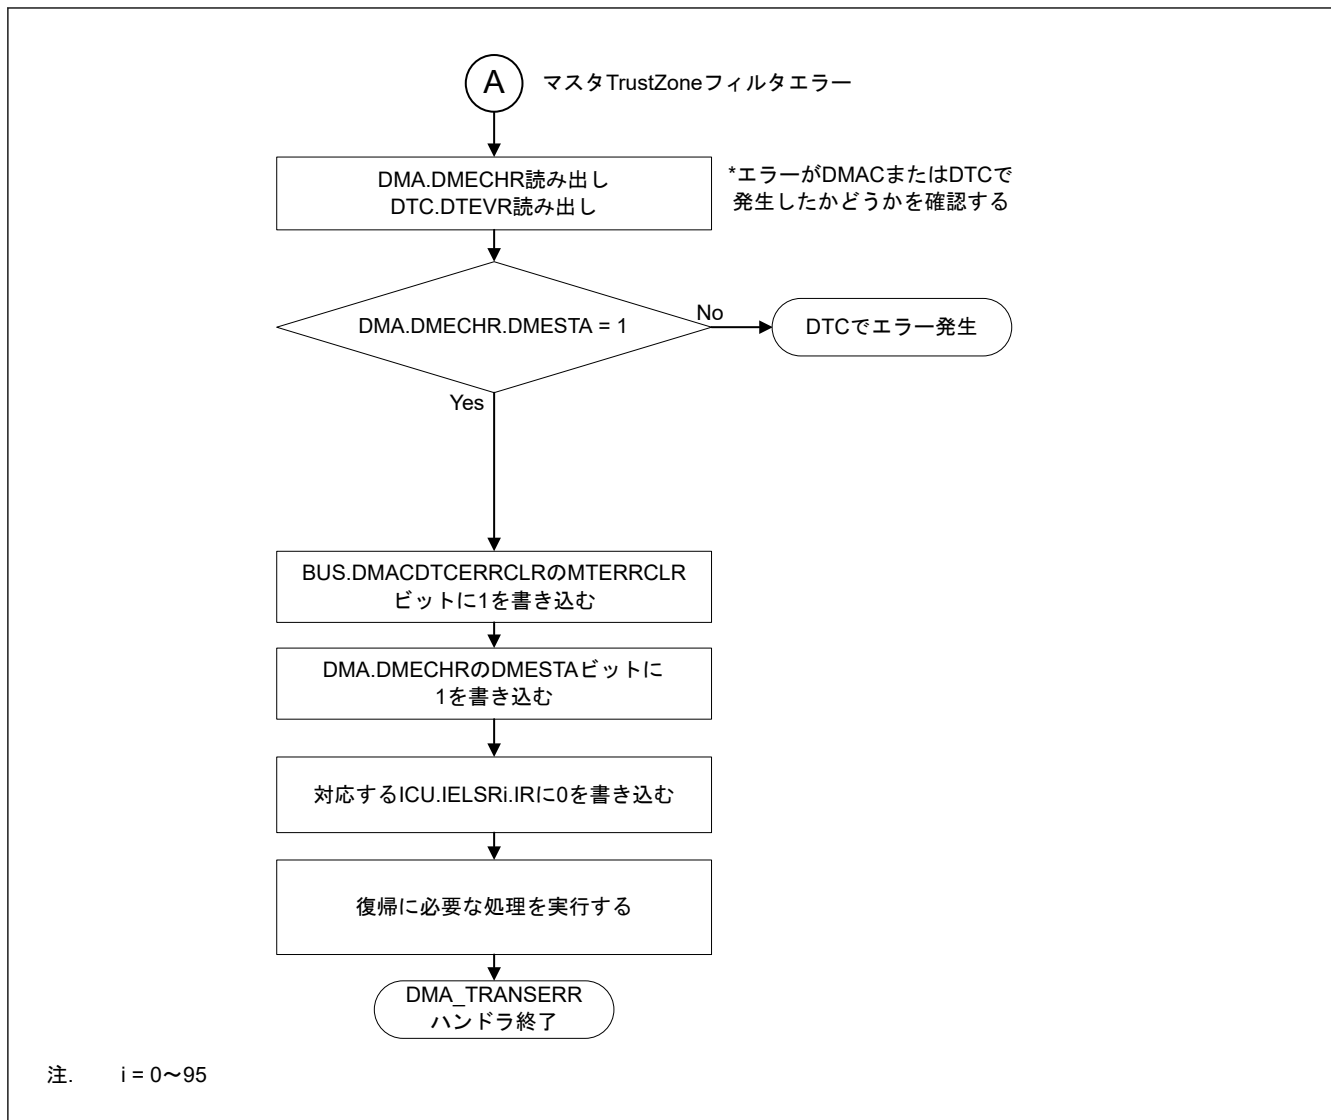 A
マスタTrustZoneフィルタエラー
DMA.DMECHR読み出し
DTC.DTEVR読み出し
*エラーがDMACまたはDTCで
発生したかどうかを確認する
DMA.DMECHR.DMESTA = 1
No
DTCでエラー発生
Yes
BUS.DMACDTCERRCLRのMTERRCLR
ビットに1を書き込む
DMA.DMECHRのDMESTAビットに
1を書き込む
対応するICU.IELSRi.IRに0を書き込む
復帰に必要な処理を実行する
DMA_TRANSERR
ハンドラ終了
注. i = 0～95